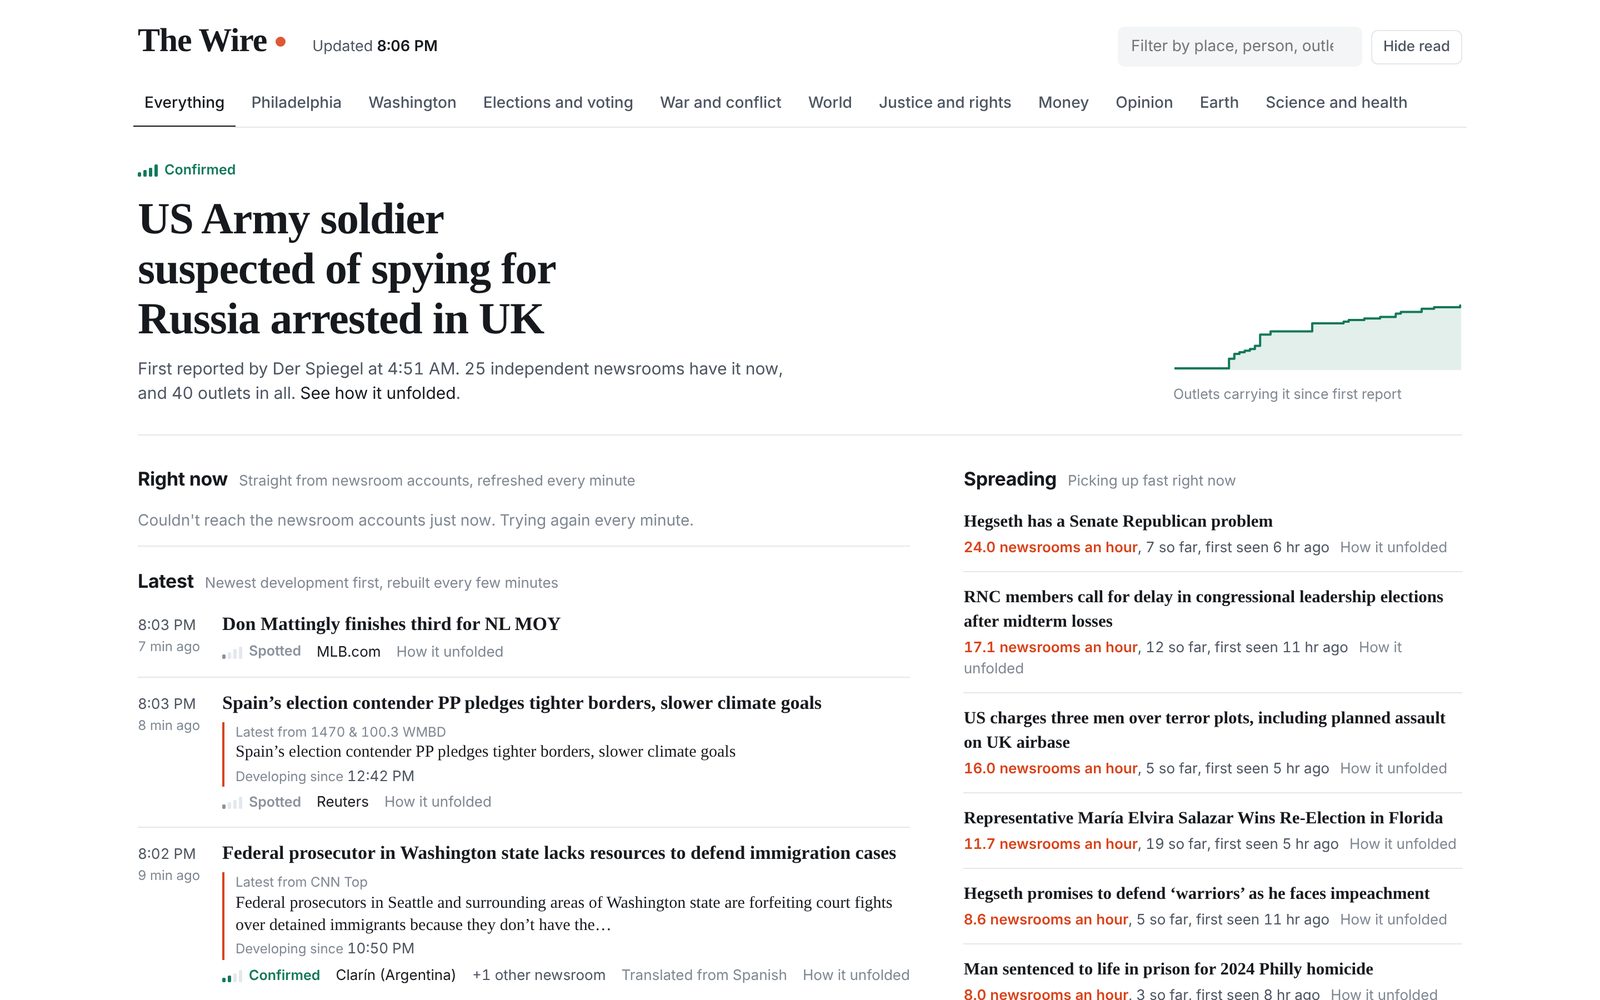 The Wire
Updated 8:06 PM
Filter by place, person, outle
Hide read
Everything
Philadelphia
Washington
Elections and voting
War and conflict
World
Justice and rights
Money
Opinion
Earth
Science and health
Confirmed
US Army soldier
suspected of spying for
Russia arrested in UK
First reported by Der Spiegel at 4:51 AM. 25 independent newsrooms have it now,
and 40 outlets in all. See how it unfolded.
Outlets carrying it since first report
Right now Straight from newsroom accounts, refreshed every minute
Couldn't reach the newsroom accounts just now. Trying again every minute.
Latest Newest development first, rebuilt every few minutes
8:03 PM
7 min ago
Don Mattingly finishes third for NL MOY
Spotted MLB.com How it unfolded
8:03 PM
8 min ago
Spain’s election contender PP pledges tighter borders, slower climate goals
Latest from 1470 & 100.3 WMBD
Spain’s election contender PP pledges tighter borders, slower climate goals
Developing since 12:42 PM
Spotted Reuters How it unfolded
8:02 PM
9 min ago
Federal prosecutor in Washington state lacks resources to defend immigration cases
Latest from CNN Top
Federal prosecutors in Seattle and surrounding areas of Washington state are forfeiting court fights
over detained immigrants because they don’t have the…
Developing since 10:50 PM
Confirmed Clarín (Argentina) +1 other newsroom Translated from Spanish How it unfolded
Spreading Picking up fast right now
Hegseth has a Senate Republican problem
24.0 newsrooms an hour, 7 so far, first seen 6 hr ago How it unfolded
RNC members call for delay in congressional leadership elections
after midterm losses
17.1 newsrooms an hour, 12 so far, first seen 11 hr ago How it
unfolded
US charges three men over terror plots, including planned assault
on UK airbase
16.0 newsrooms an hour, 5 so far, first seen 5 hr ago How it unfolded
Representative María Elvira Salazar Wins Re-Election in Florida
11.7 newsrooms an hour, 19 so far, first seen 5 hr ago How it unfolded
Hegseth promises to defend ‘warriors’ as he faces impeachment
8.6 newsrooms an hour, 5 so far, first seen 11 hr ago How it unfolded
Man sentenced to life in prison for 2024 Philly homicide
8.0 newsrooms an hour, 3 so far, first seen 8 hr ago How it unfolded